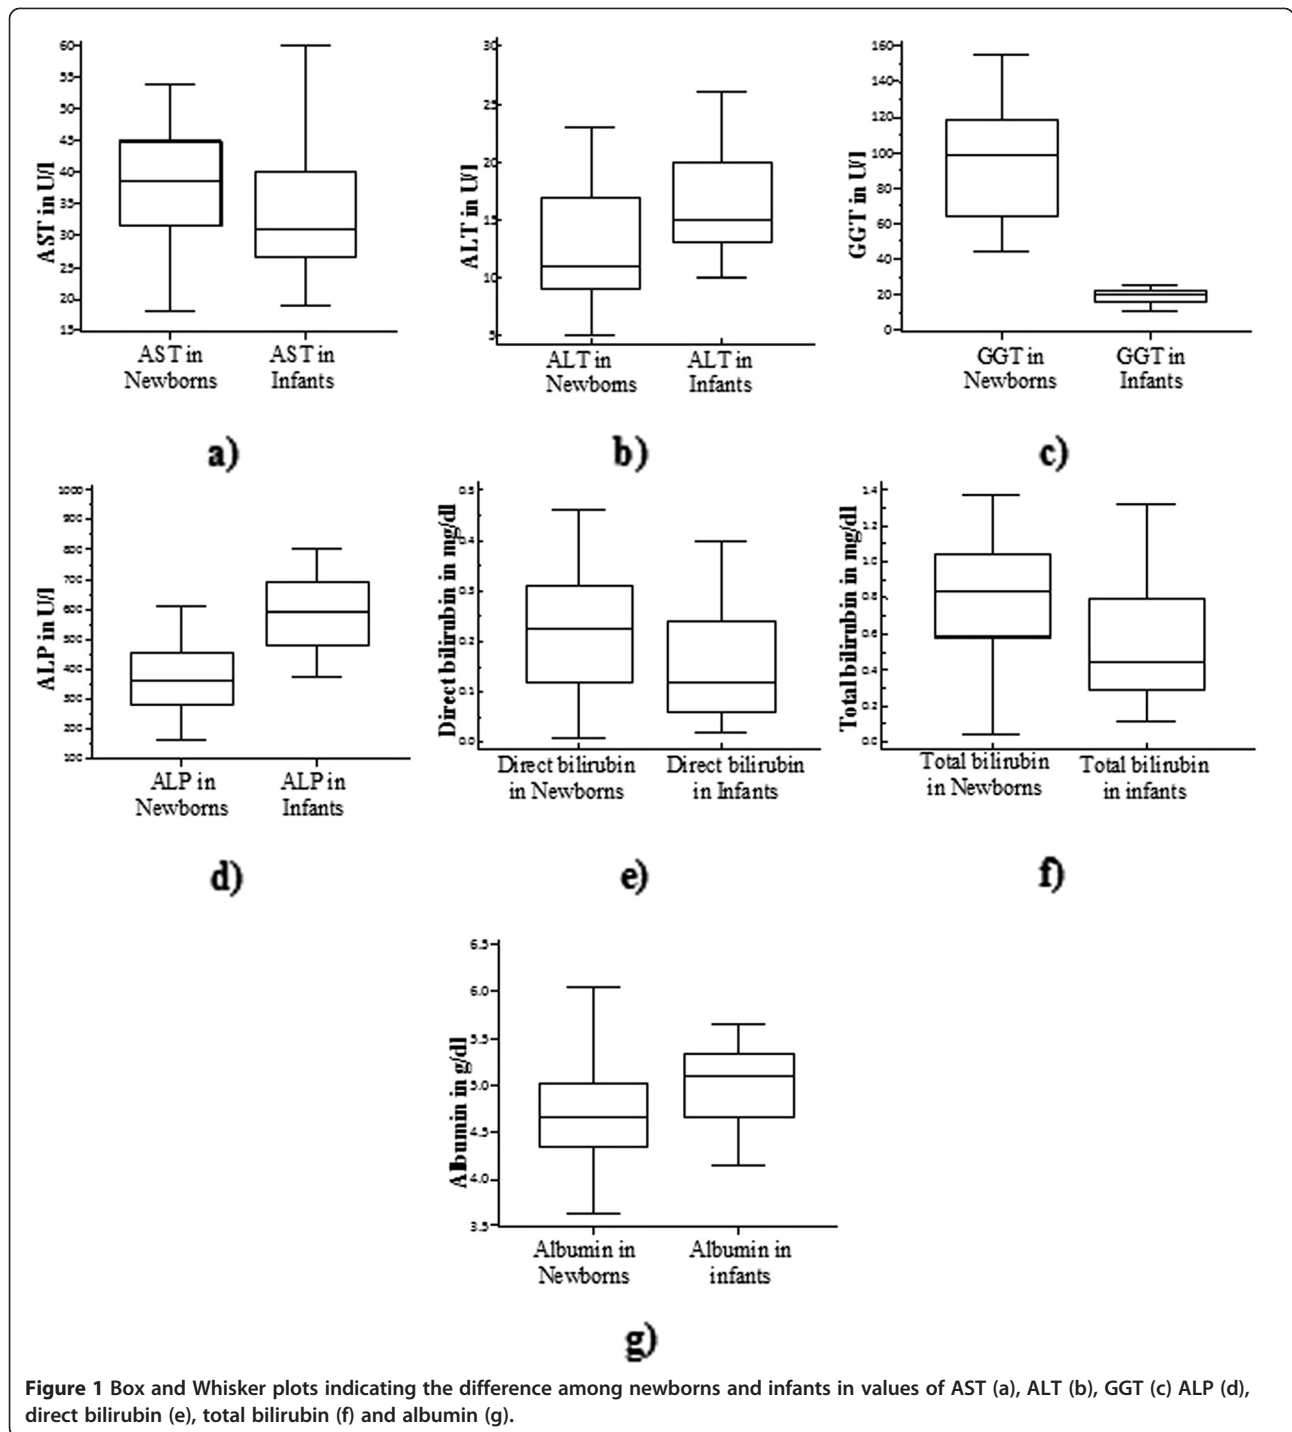 60
55
50
45
40
35
30
25
20
15
AST in U/l
AST in
Newborns
AST in
Infants
a)
30
25
20
15
10
5
ALT in U/l
ALT in
Newborns
ALT in
Infants
b)
160
140
120
100
80
60
40
20
0
GGT in U/l
GGT in
Newborns
GGT in
Infants
c)
1000
900
800
700
600
500
400
300
200
100
ALP in U/l
ALP in
Newborns
ALP in
Infants
d)
0.5
0.4
0.3
0.2
0.1
0.0
Direct bilirubin in mg/dl
Direct bilirubin
in Newborns
Direct bilirubin
in Infants
e)
1.4
1.2
1.0
0.8
0.6
0.4
0.2
0.0
Total bilirubin in mg/dl
Total bilirubin
in Newborns
Total bilirubin
in infants
f)
6.5
6.0
5.5
5.0
4.5
4.0
3.5
Albumin in g/dl
Albumin in
Newborns
Albumin in
infants
g)
Figure 1 Box and Whisker plots indicating the difference among newborns and infants in values of AST (a), ALT (b), GGT (c) ALP (d),
direct bilirubin (e), total bilirubin (f) and albumin (g).